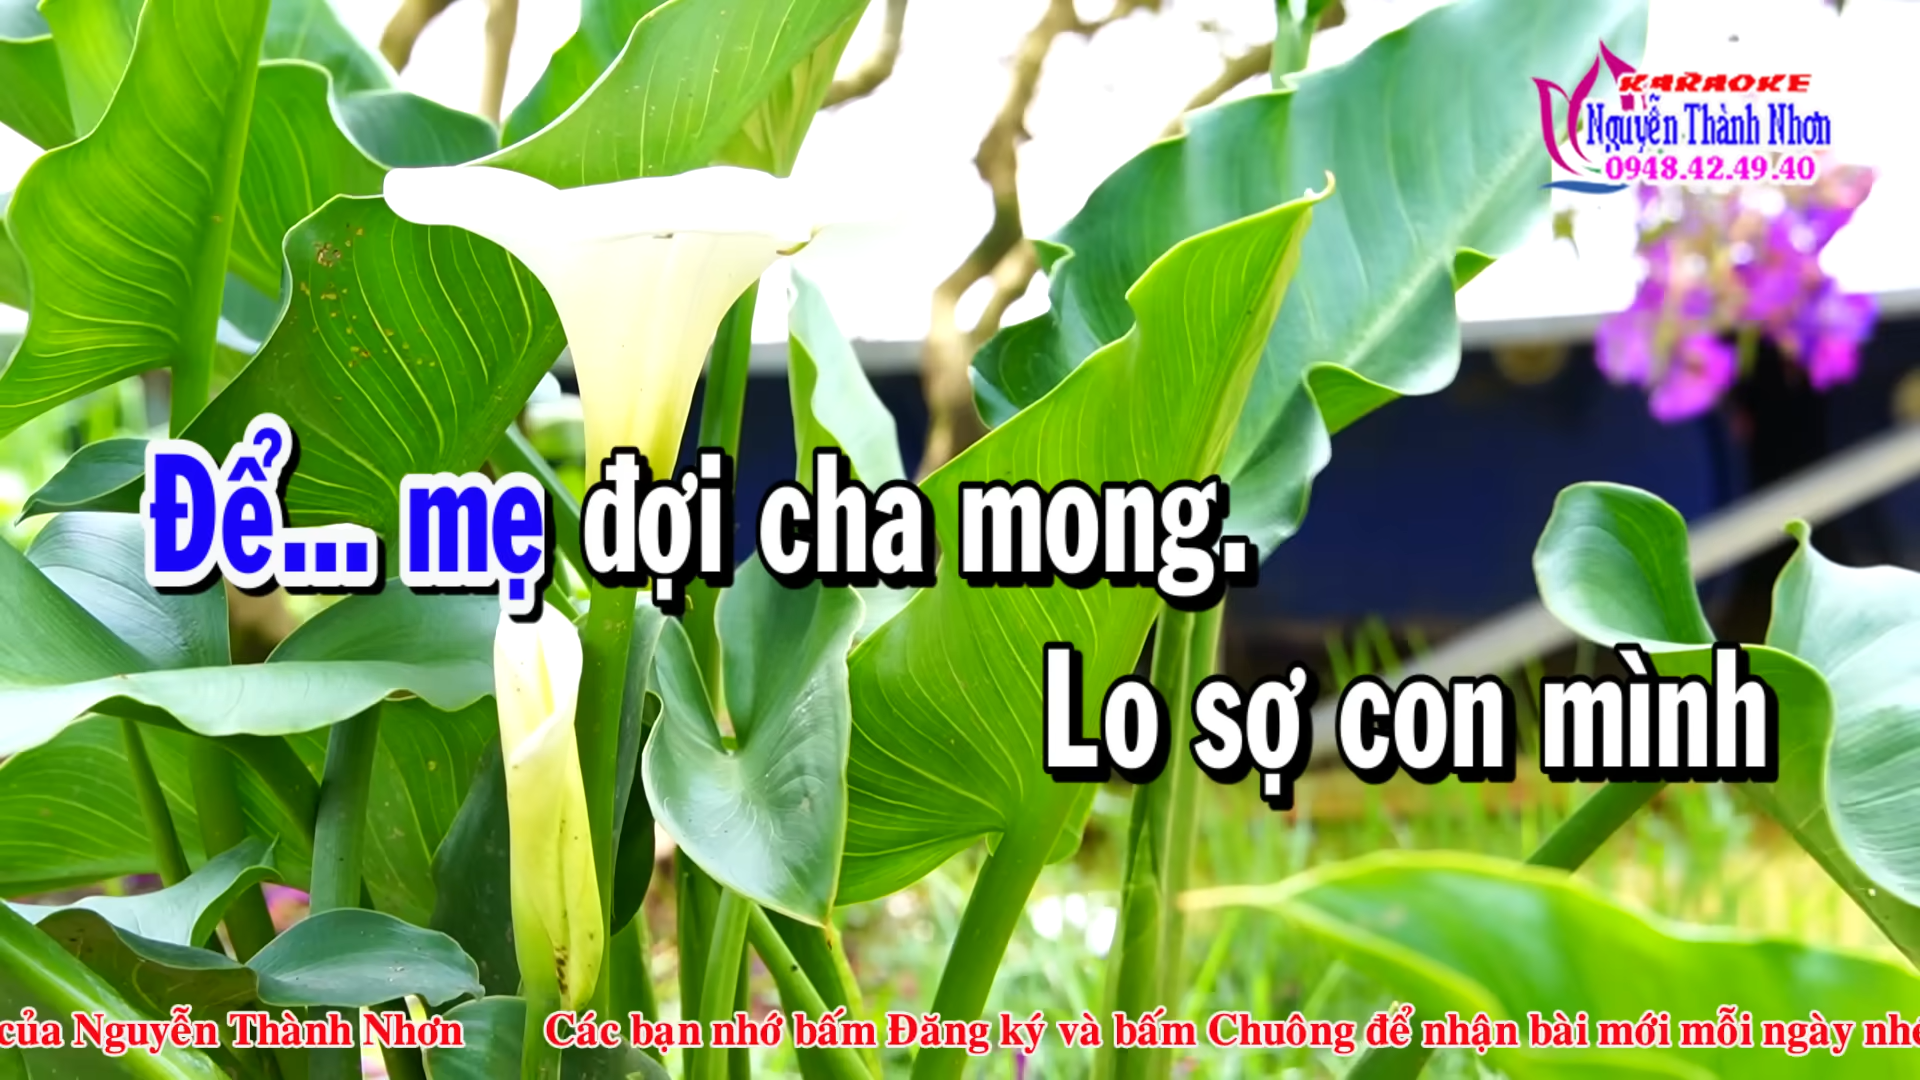 KARAOKE
Nguyễn Thành Nhơn
0948.42.49.40
Để... mẹ đợi cha mong.
Lo sợ con mình
của Nguyễn Thành Nhơn Các bạn nhớ bấm Đăng ký và bấm Chuông để nhận bài mới mỗi ngày nhé